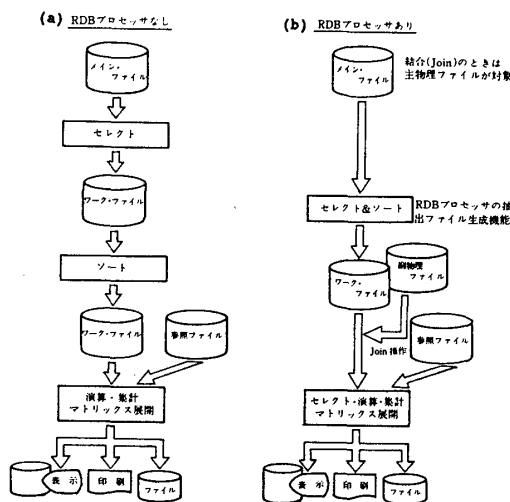 (a) RDBプロセッサなし
メイン・
ファイル
セレクト
ワーク・ファイル
ソート
ワーク・ファイル
参照ファイル
演算・集計
マトリックス展開
表 示
印 刷
ファイル
(b) RDBプロセッサあり
メイン・
ファイル
結合(Join)のときは
主物理ファイルが対象
セレクト&ソート
RDBプロセッサの抽
出ファイル生成機能
ワーク・
ファイル
副物理
ファイル
Join 操作
参照ファイル
セレクト・演算・集計
マトリックス展開
表 示
印 刷
ファイル